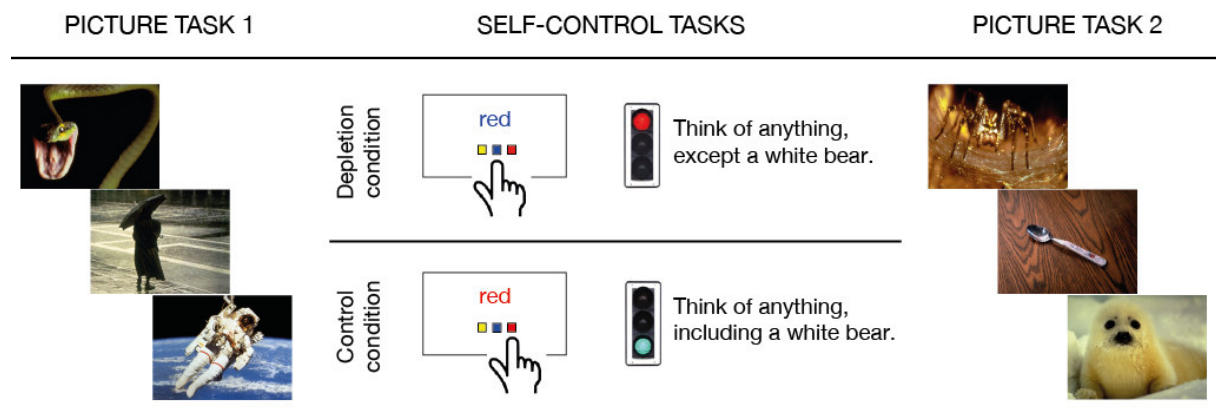 PICTURE TASK 1
SELF-CONTROL TASKS
PICTURE TASK 2
Depletion
condition
red
Think of anything,
except a white bear.
Control
condition
red
Think of anything,
including a white bear.